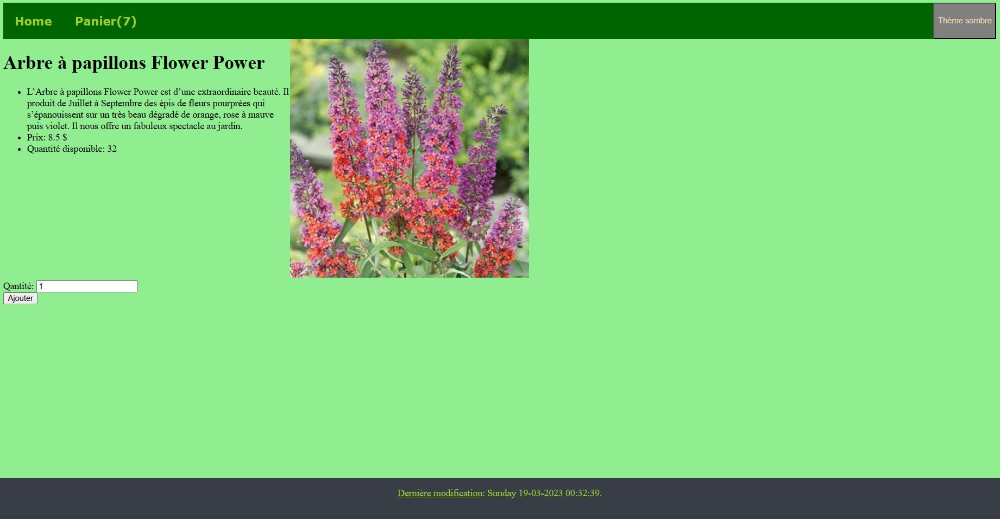 Home Panier(7) Thème sombre
Arbre à papillons Flower Power
L’Arbre à papillons Flower Power est d’une extraordinaire beauté. Il
produit de Juillet à Septembre des épis de fleurs pourprées qui
s’épanouissent sur un très beau dégradé de orange, rose à mauve
puis violet. Il nous offre un fabuleux spectacle au jardin.
Prix: 8.5 $
Quantité disponible: 32
Qantité: 1
Ajouter
Dernière modification: Sunday 19-03-2023 00:32:39.